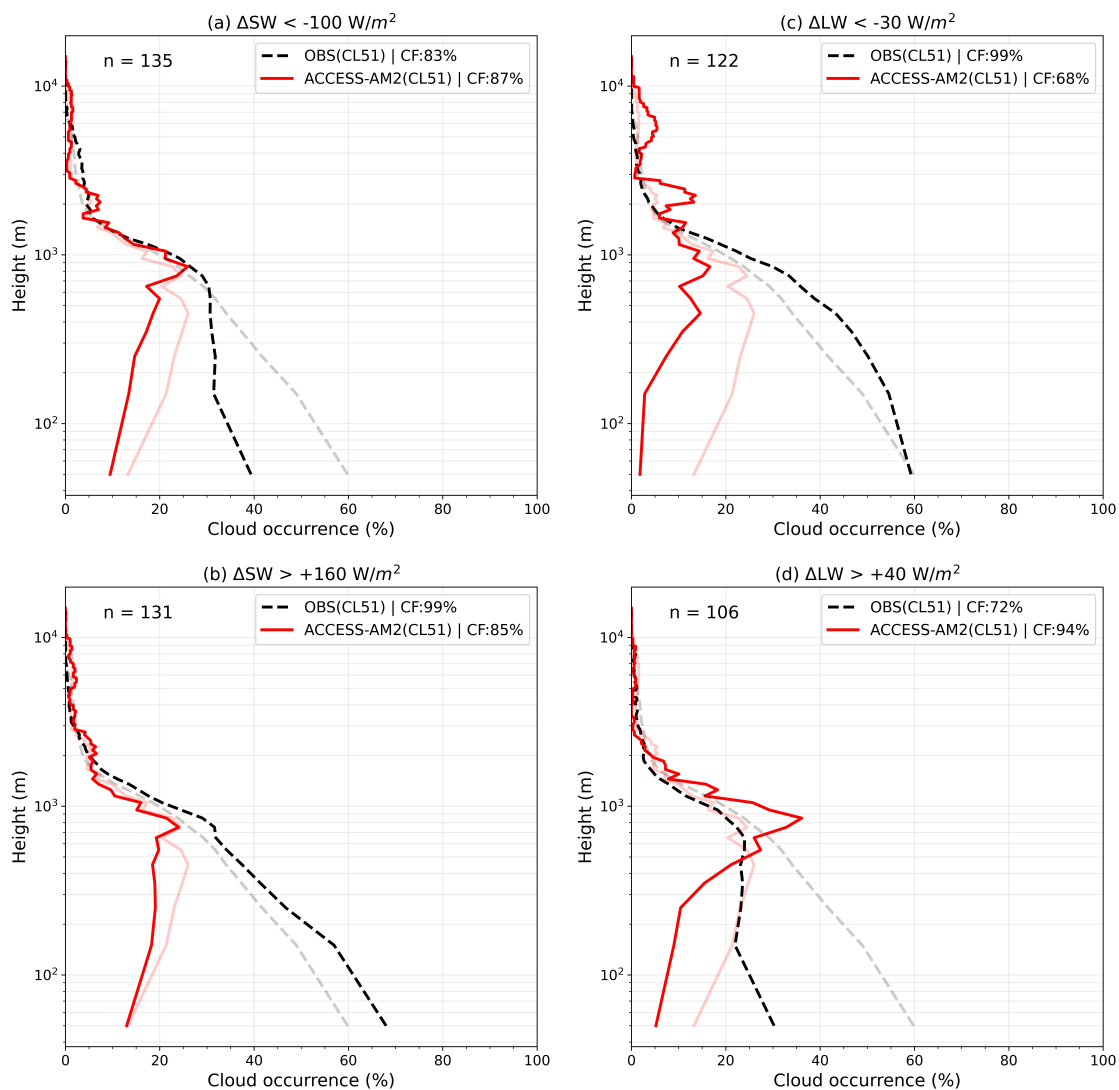 (a) ΔSW < -100 W/m²
n = 135
OBS(CL51) | CF:83%
ACCESS-AM2(CL51) | CF:87%
10⁴
10³
10²
Height (m)
0 20 40 60 80 100
Cloud occurrence (%)
(c) ΔLW < -30 W/m²
n = 122
OBS(CL51) | CF:99%
ACCESS-AM2(CL51) | CF:68%
10⁴
10³
10²
Height (m)
0 20 40 60 80 100
Cloud occurrence (%)
(b) ΔSW > +160 W/m²
n = 131
OBS(CL51) | CF:99%
ACCESS-AM2(CL51) | CF:85%
10⁴
10³
10²
Height (m)
0 20 40 60 80 100
Cloud occurrence (%)
(d) ΔLW > +40 W/m²
n = 106
OBS(CL51) | CF:72%
ACCESS-AM2(CL51) | CF:94%
10⁴
10³
10²
Height (m)
0 20 40 60 80 100
Cloud occurrence (%)